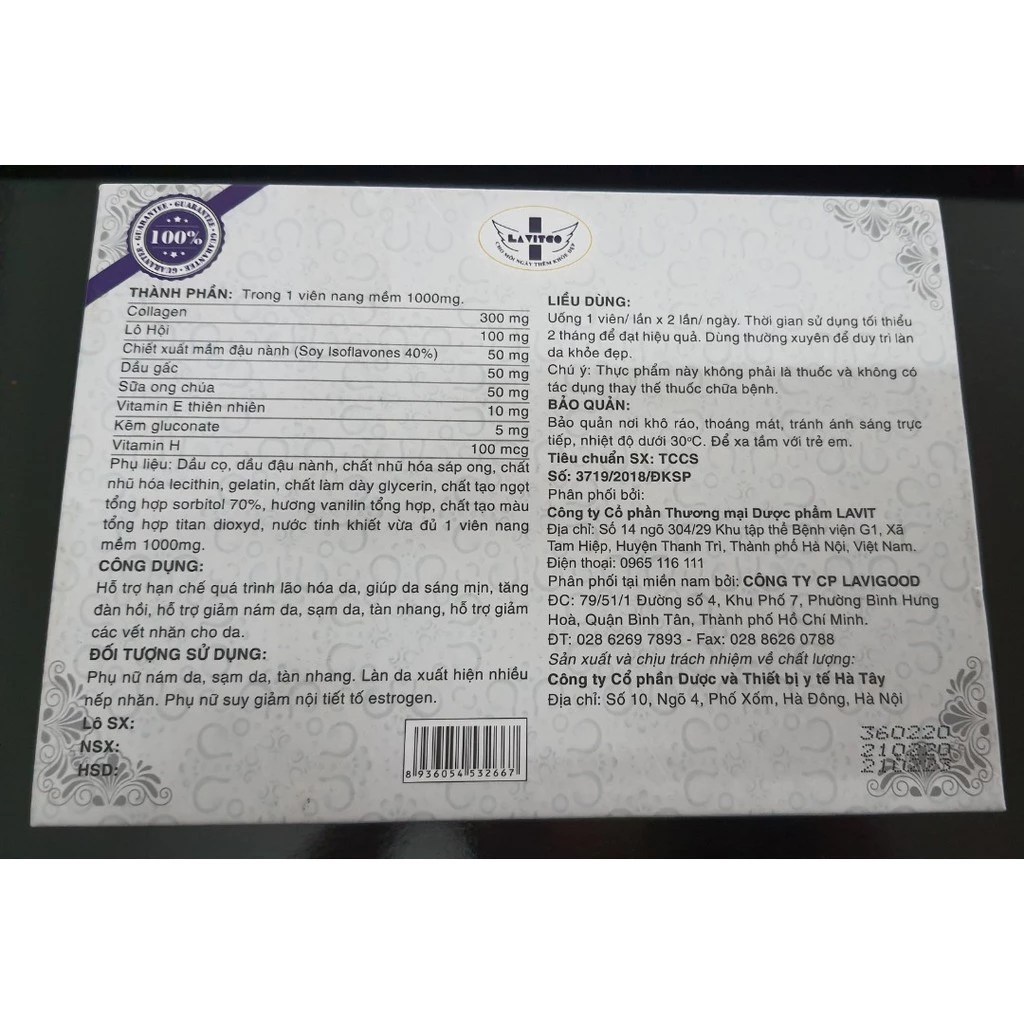 GUARANTEE · GUARANTEE · GUARANTEE · GUARANTEE
100%
LAVITCO
CHO MỖI NGÀY THÊM KHỎE ĐẸP
THÀNH PHẦN: Trong 1 viên nang mềm 1000mg.
Collagen 300 mg
Lô Hội 100 mg
Chiết xuất mầm đậu nành (Soy Isoflavones 40%) 50 mg
Dầu gấc 50 mg
Sữa ong chúa 50 mg
Vitamin E thiên nhiên 10 mg
Kẽm gluconate 5 mg
Vitamin H 100 mcg
Phụ liệu: Dầu cọ, dầu đậu nành, chất nhũ hóa sáp ong, chất
nhũ hóa lecithin, gelatin, chất làm dày glycerin, chất tạo ngọt
tổng hợp sorbitol 70%, hương vanilin tổng hợp, chất tạo màu
tổng hợp titan dioxyd, nước tinh khiết vừa đủ 1 viên nang
mềm 1000mg.
CÔNG DỤNG:
Hỗ trợ hạn chế quá trình lão hóa da, giúp da sáng mịn, tăng
đàn hồi, hỗ trợ giảm nám da, sạm da, tàn nhang, hỗ trợ giảm
các vết nhăn cho da.
ĐỐI TƯỢNG SỬ DỤNG:
Phụ nữ nám da, sạm da, tàn nhang. Làn da xuất hiện nhiều
nếp nhăn. Phụ nữ suy giảm nội tiết tố estrogen.
Lô SX:
NSX:
HSD:
8 936054 532667
LIỀU DÙNG:
Uống 1 viên/ lần x 2 lần/ ngày. Thời gian sử dụng tối thiểu
2 tháng để đạt hiệu quả. Dùng thường xuyên để duy trì làn
da khỏe đẹp.
Chú ý: Thực phẩm này không phải là thuốc và không có
tác dụng thay thế thuốc chữa bệnh.
BẢO QUẢN:
Bảo quản nơi khô ráo, thoáng mát, tránh ánh sáng trực
tiếp, nhiệt độ dưới 30ºC. Để xa tầm với trẻ em.
Tiêu chuẩn SX: TCCS
Số: 3719/2018/ĐKSP
Phân phối bởi:
Công ty Cổ phần Thương mại Dược phẩm LAVIT
Địa chỉ: Số 14 ngõ 304/29 Khu tập thể Bệnh viện G1, Xã
Tam Hiệp, Huyện Thanh Trì, Thành phố Hà Nội, Việt Nam.
Điện thoại: 0965 116 111
Phân phối tại miền nam bởi: CÔNG TY CP LAVIGOOD
ĐC: 79/51/1 Đường số 4, Khu Phố 7, Phường Bình Hưng
Hoà, Quận Bình Tân, Thành phố Hồ Chí Minh.
ĐT: 028 6269 7893 - Fax: 028 8626 0788
Sản xuất và chịu trách nhiệm về chất lượng:
Công ty Cổ phần Dược và Thiết bị y tế Hà Tây
Địa chỉ: Số 10, Ngõ 4, Phố Xốm, Hà Đông, Hà Nội
360220
210220
210223